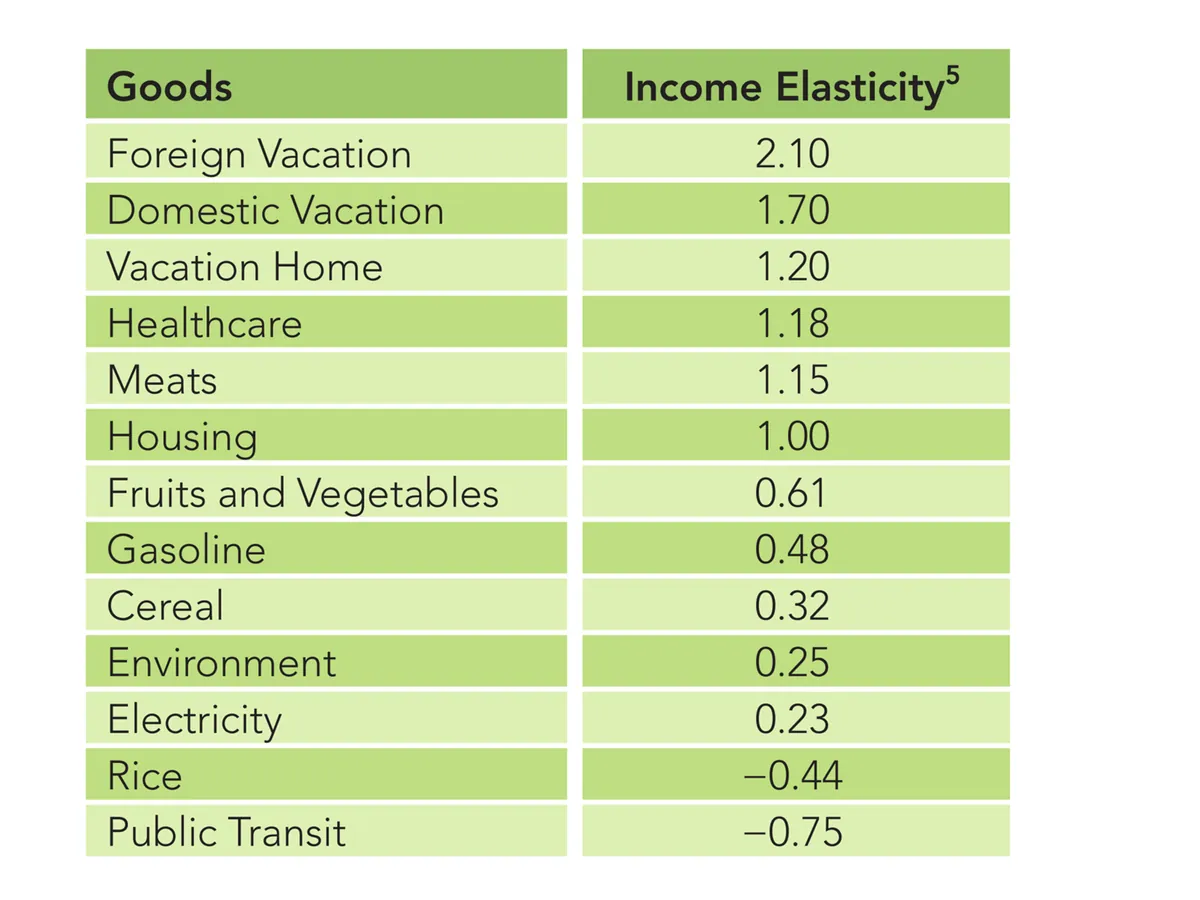 Goods Income Elasticity⁵
Foreign Vacation 2.10
Domestic Vacation 1.70
Vacation Home 1.20
Healthcare 1.18
Meats 1.15
Housing 1.00
Fruits and Vegetables 0.61
Gasoline 0.48
Cereal 0.32
Environment 0.25
Electricity 0.23
Rice −0.44
Public Transit −0.75